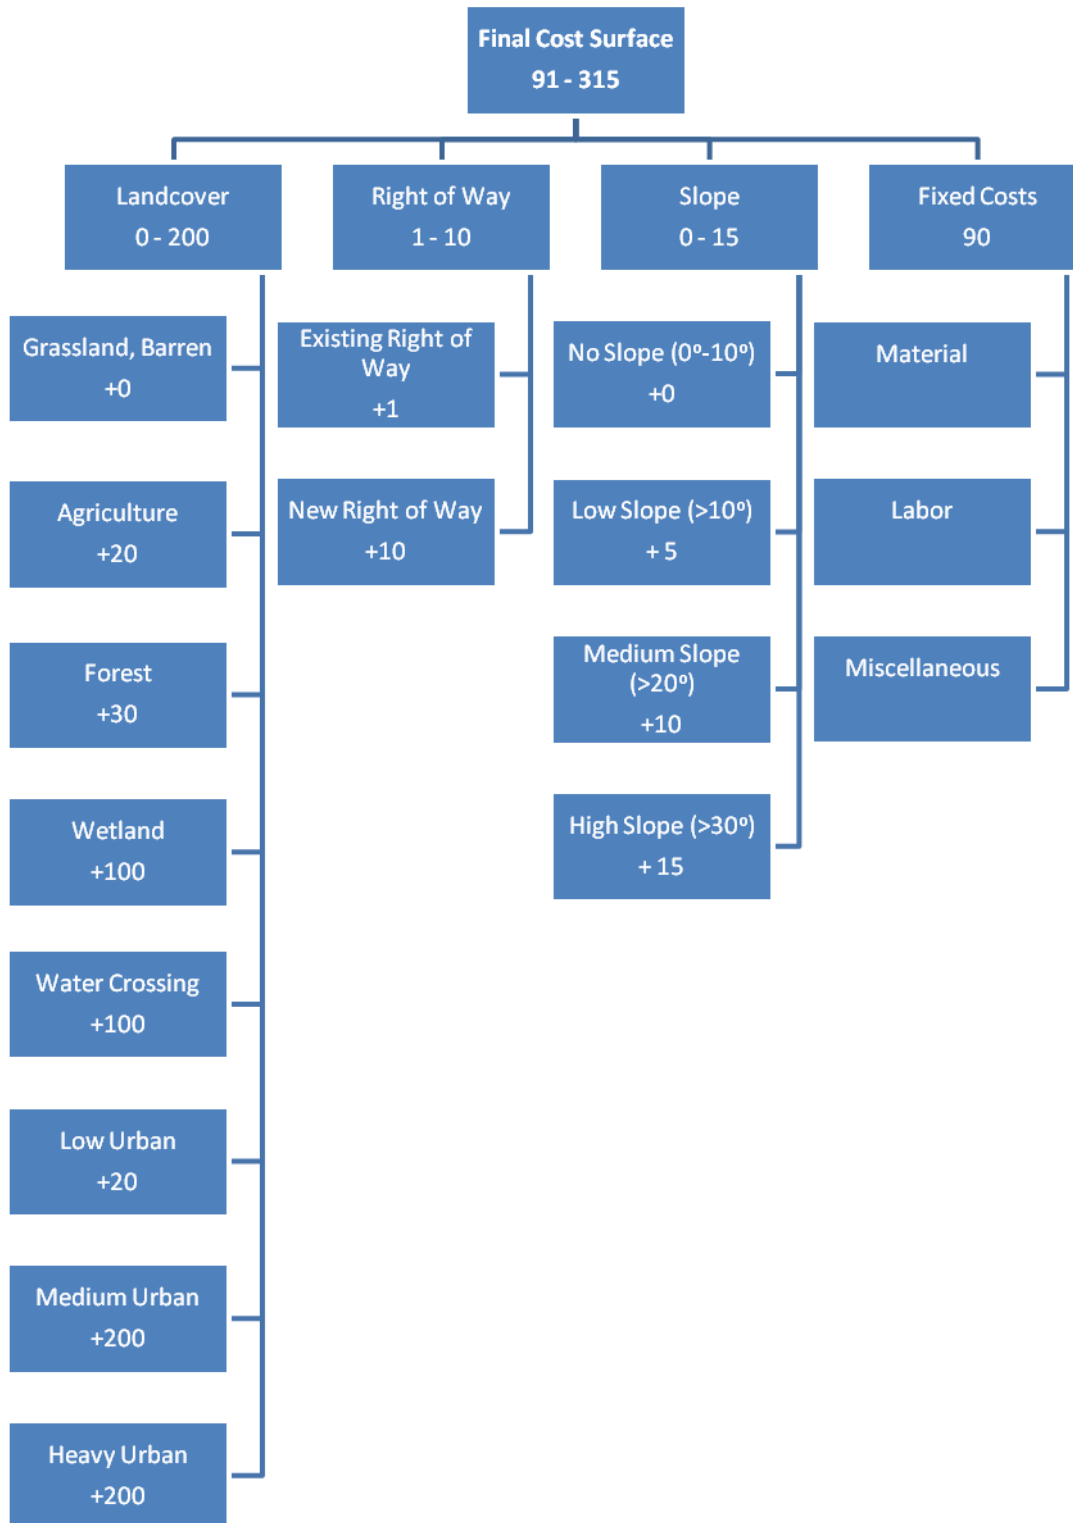 Final Cost Surface
91 - 315
Landcover
0 - 200
Right of Way
1 - 10
Slope
0 - 15
Fixed Costs
90
Grassland, Barren
+0
Agriculture
+20
Forest
+30
Wetland
+100
Water Crossing
+100
Low Urban
+20
Medium Urban
+200
Heavy Urban
+200
Existing Right of
Way
+1
New Right of Way
+10
No Slope (0º-10º)
+0
Low Slope (>10º)
+ 5
Medium Slope
(>20º)
+10
High Slope (>30º)
+ 15
Material
Labor
Miscellaneous